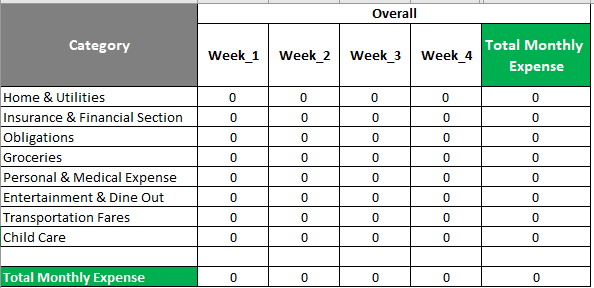 Overall
Category Week_1 Week_2 Week_3 Week_4 Total Monthly
Expense
Home & Utilities 0 0 0 0 0
Insurance & Financial Section 0 0 0 0 0
Obligations 0 0 0 0 0
Groceries 0 0 0 0 0
Personal & Medical Expense 0 0 0 0 0
Entertainment & Dine Out 0 0 0 0 0
Transportation Fares 0 0 0 0 0
Child Care 0 0 0 0 0
Total Monthly Expense 0 0 0 0 0